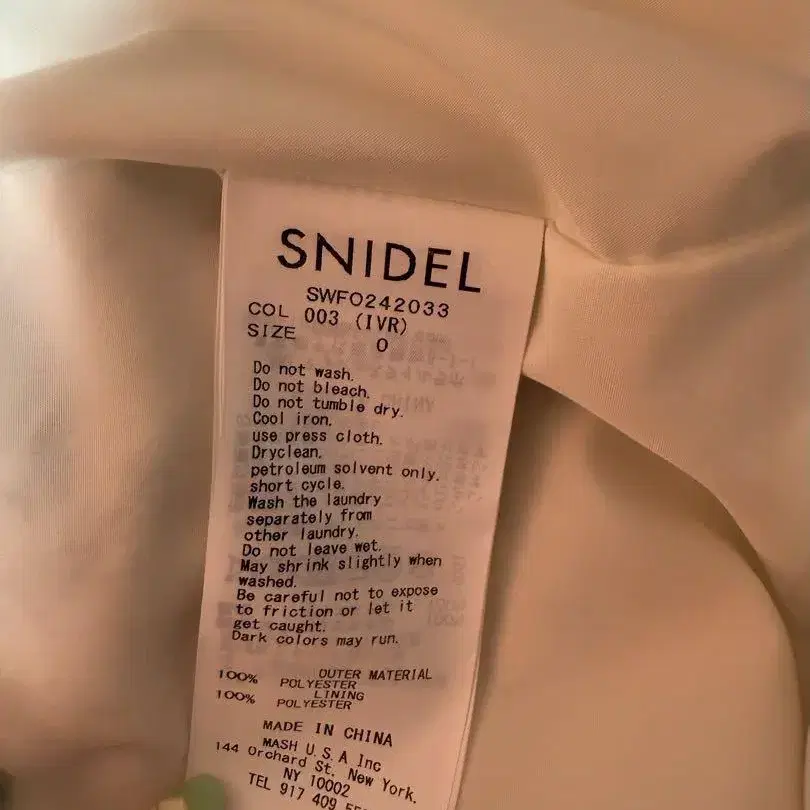 SNIDEL
SWFO242033
COL 003 (IVR)
SIZE 0
Do not wash.
Do not bleach.
Do not tumble dry.
Cool iron.
use press cloth.
Dryclean.
petroleum solvent only.
short cycle.
Wash the laundry
separately from
other laundry.
Do not leave wet.
May shrink slightly when
washed.
Be careful not to expose
to friction or let it
get caught.
Dark colors may run.
OUTER MATERIAL
100% POLYESTER
LINING
100% POLYESTER
MADE IN CHINA
MASH U.S.A Inc
144 Orchard St. New York.
NY 10002
TEL 917 409